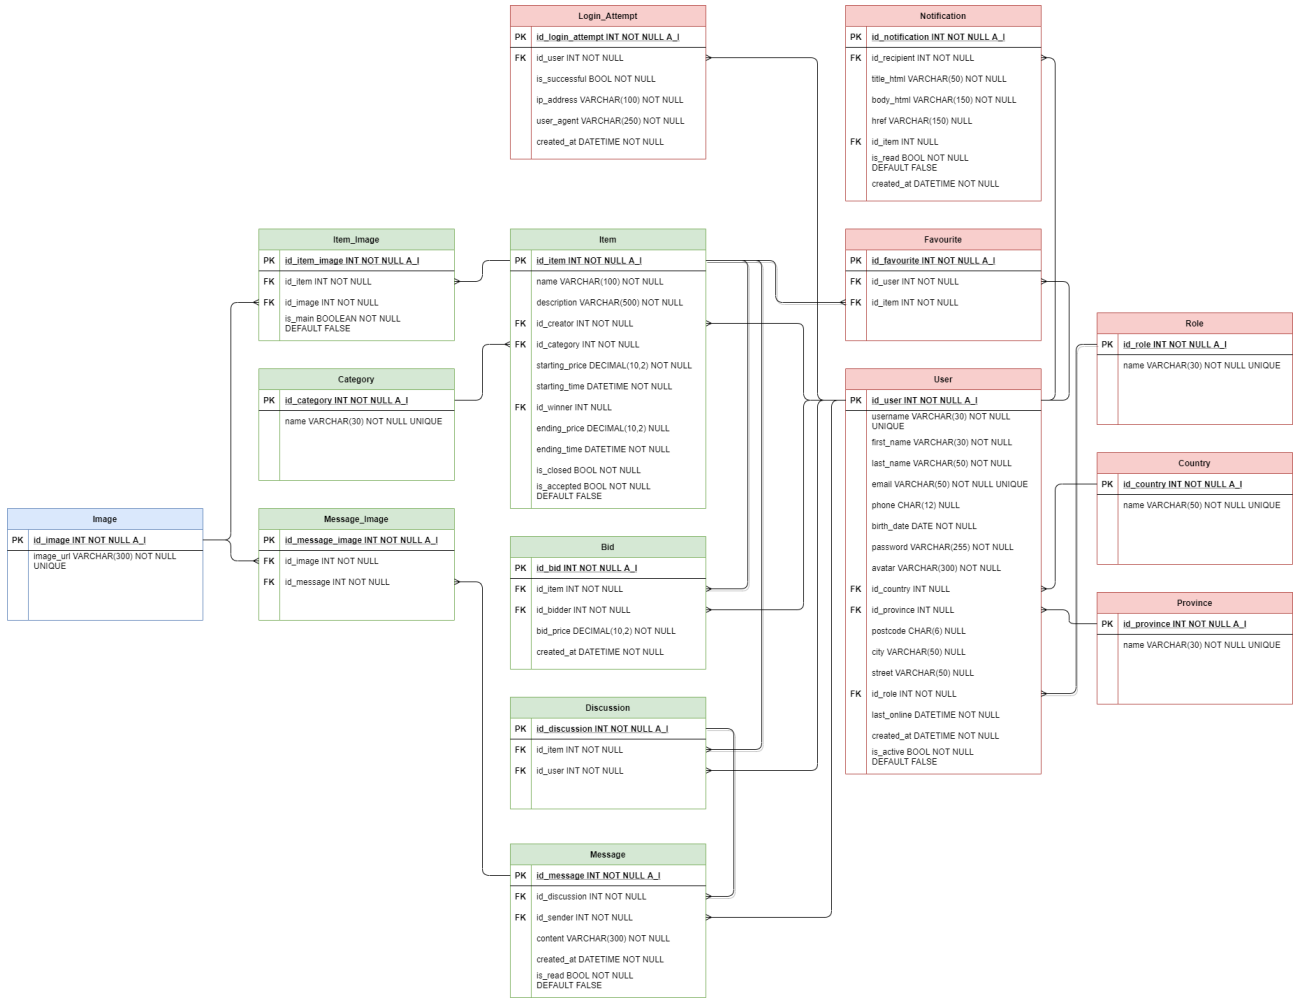 Login_Attempt
PK id_login_attempt INT NOT NULL A_I
FK id_user INT NOT NULL
is_successful BOOL NOT NULL
ip_address VARCHAR(100) NOT NULL
user_agent VARCHAR(250) NOT NULL
created_at DATETIME NOT NULL
Notification
PK id_notification INT NOT NULL A_I
FK id_recipient INT NOT NULL
title_html VARCHAR(50) NOT NULL
body_html VARCHAR(150) NOT NULL
href VARCHAR(150) NULL
FK id_item INT NULL
is_read BOOL NOT NULL
DEFAULT FALSE
created_at DATETIME NOT NULL
Item_Image
PK id_item_image INT NOT NULL A_I
FK id_item INT NOT NULL
FK id_image INT NOT NULL
is_main BOOLEAN NOT NULL
DEFAULT FALSE
Item
PK id_item INT NOT NULL A_I
name VARCHAR(100) NOT NULL
description VARCHAR(500) NOT NULL
FK id_creator INT NOT NULL
FK id_category INT NOT NULL
starting_price DECIMAL(10,2) NOT NULL
starting_time DATETIME NOT NULL
FK id_winner INT NULL
ending_price DECIMAL(10,2) NULL
ending_time DATETIME NOT NULL
is_closed BOOL NOT NULL
is_accepted BOOL NOT NULL
DEFAULT FALSE
Favourite
PK id_favourite INT NOT NULL A_I
FK id_user INT NOT NULL
FK id_item INT NOT NULL
Role
PK id_role INT NOT NULL A_I
name VARCHAR(30) NOT NULL UNIQUE
Category
PK id_category INT NOT NULL A_I
name VARCHAR(30) NOT NULL UNIQUE
User
PK id_user INT NOT NULL A_I
username VARCHAR(30) NOT NULL
UNIQUE
first_name VARCHAR(30) NOT NULL
last_name VARCHAR(50) NOT NULL
email VARCHAR(50) NOT NULL UNIQUE
phone CHAR(12) NULL
birth_date DATE NOT NULL
password VARCHAR(255) NOT NULL
avatar VARCHAR(300) NOT NULL
FK id_country INT NULL
FK id_province INT NULL
postcode CHAR(6) NULL
city VARCHAR(50) NULL
street VARCHAR(50) NULL
FK id_role INT NOT NULL
last_online DATETIME NOT NULL
created_at DATETIME NOT NULL
is_active BOOL NOT NULL
DEFAULT FALSE
Country
PK id_country INT NOT NULL A_I
name VARCHAR(50) NOT NULL UNIQUE
Image
PK id_image INT NOT NULL A_I
image_url VARCHAR(300) NOT NULL
UNIQUE
Message_Image
PK id_message_image INT NOT NULL A_I
FK id_image INT NOT NULL
FK id_message INT NOT NULL
Bid
PK id_bid INT NOT NULL A_I
FK id_item INT NOT NULL
FK id_bidder INT NOT NULL
bid_price DECIMAL(10,2) NOT NULL
created_at DATETIME NOT NULL
Province
PK id_province INT NOT NULL A_I
name VARCHAR(30) NOT NULL UNIQUE
Discussion
PK id_discussion INT NOT NULL A_I
FK id_item INT NOT NULL
FK id_user INT NOT NULL
Message
PK id_message INT NOT NULL A_I
FK id_discussion INT NOT NULL
FK id_sender INT NOT NULL
content VARCHAR(300) NOT NULL
created_at DATETIME NOT NULL
is_read BOOL NOT NULL
DEFAULT FALSE